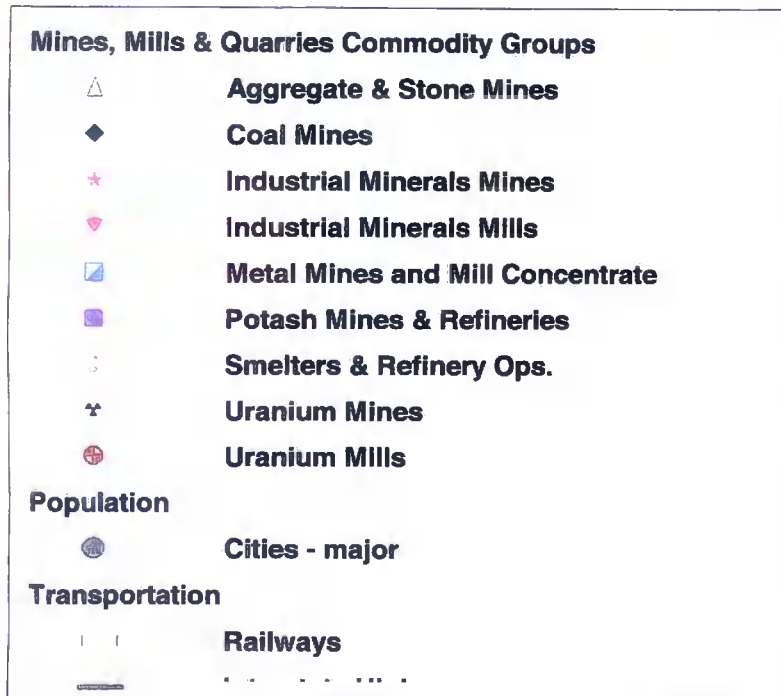 Mines, Mills & Quarries Commodity Groups
Aggregate & Stone Mines
Coal Mines
Industrial Minerals Mines
Industrial Minerals Mills
Metal Mines and Mill Concentrate
Potash Mines & Refineries
Smelters & Refinery Ops.
Uranium Mines
Uranium Mills
Population
Cities - major
Transportation
Railways